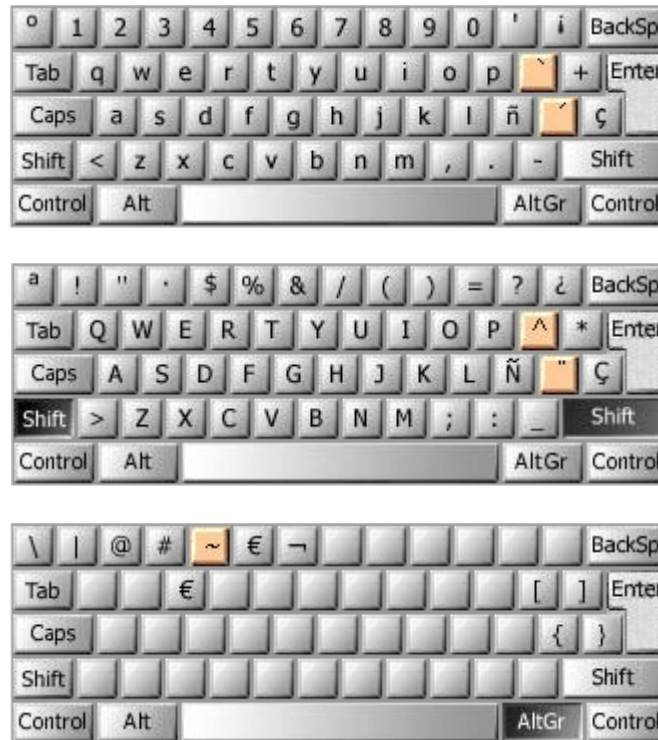 º 1 2 3 4 5 6 7 8 9 0 ' ¡ BackSp
Tab q w e r t y u i o p ` + Enter
Caps a s d f g h j k l ñ ´ ç
Shift < z x c v b n m , . - Shift
Control Alt AltGr Control
ª ! " · $ % & / ( ) = ? ¿ BackSp
Tab Q W E R T Y U I O P ^ * Enter
Caps A S D F G H J K L Ñ ¨ Ç
Shift > Z X C V B N M ; : _ Shift
Control Alt AltGr Control
\ | @ # ~ € ¬ BackSp
Tab € [ ] Enter
Caps { }
Shift Shift
Control Alt AltGr Control